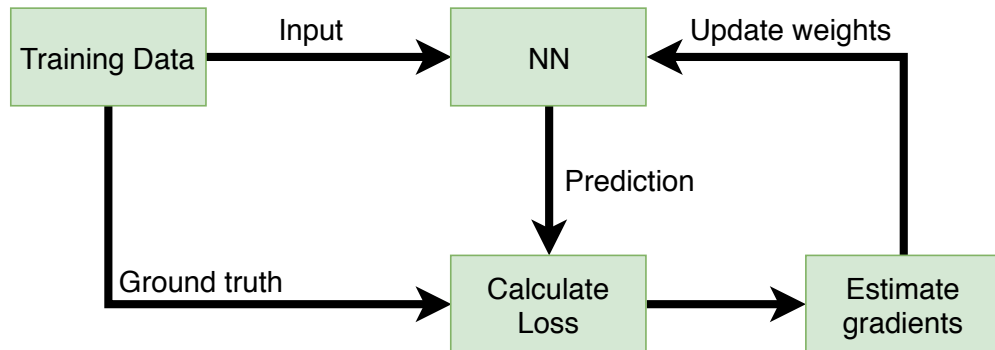 Input
Update weights
Training Data
NN
Prediction
Ground truth
Calculate
Loss
Estimate
gradients